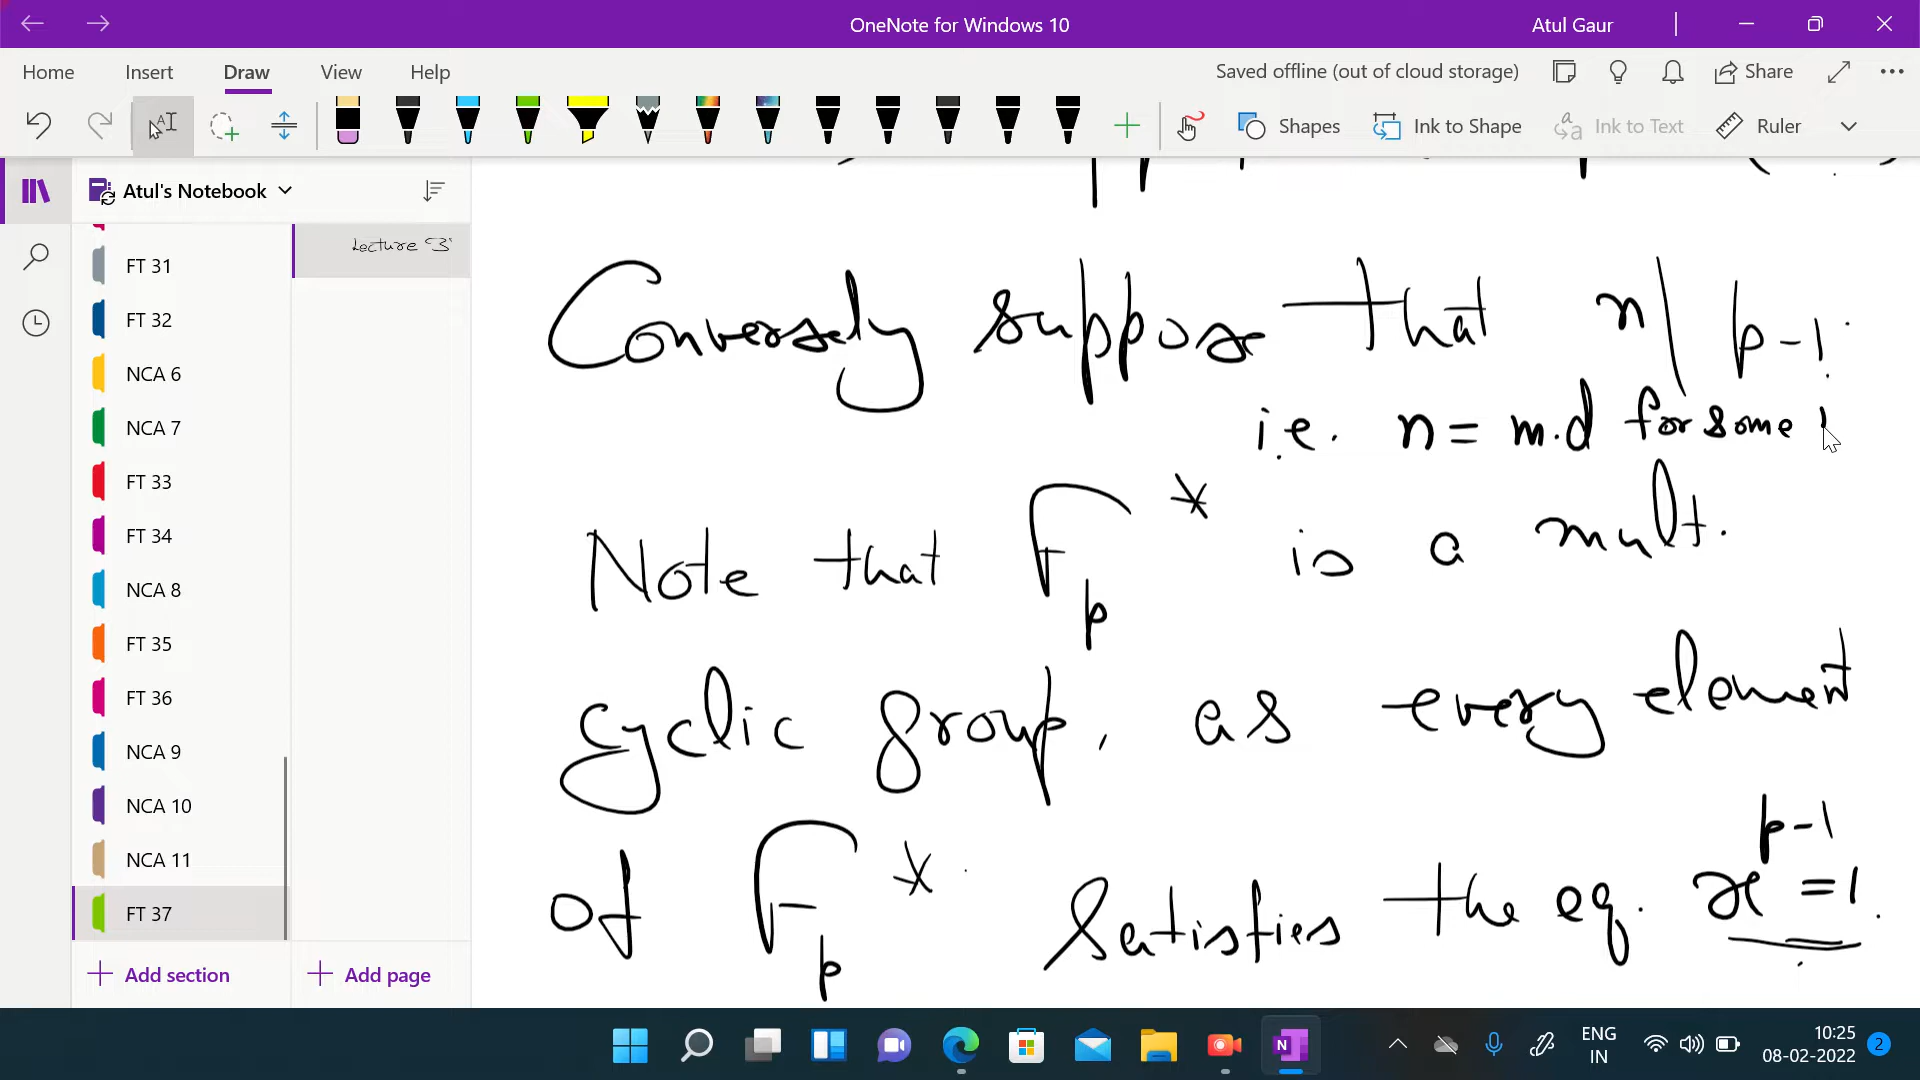 OneNote for Windows 10
Atul Gaur
Home Insert Draw View Help
Saved offline (out of cloud storage)
Share
Shapes
Ink to Shape
Ink to Text
Ruler
Atul's Notebook
FT 31
FT 32
NCA 6
NCA 7
FT 33
FT 34
NCA 8
FT 35
FT 36
NCA 9
NCA 10
NCA 11
FT 37
Add section
Lecture 3
Add page
Conversely suppose that n | p-1.
i.e. n = m.d for some
Note that F_p^* is a mult.
cyclic group, as every element
of F_p^* satisfies the eq. x^{p-1} = 1.
ENG
IN
10:25
08-02-2022
2